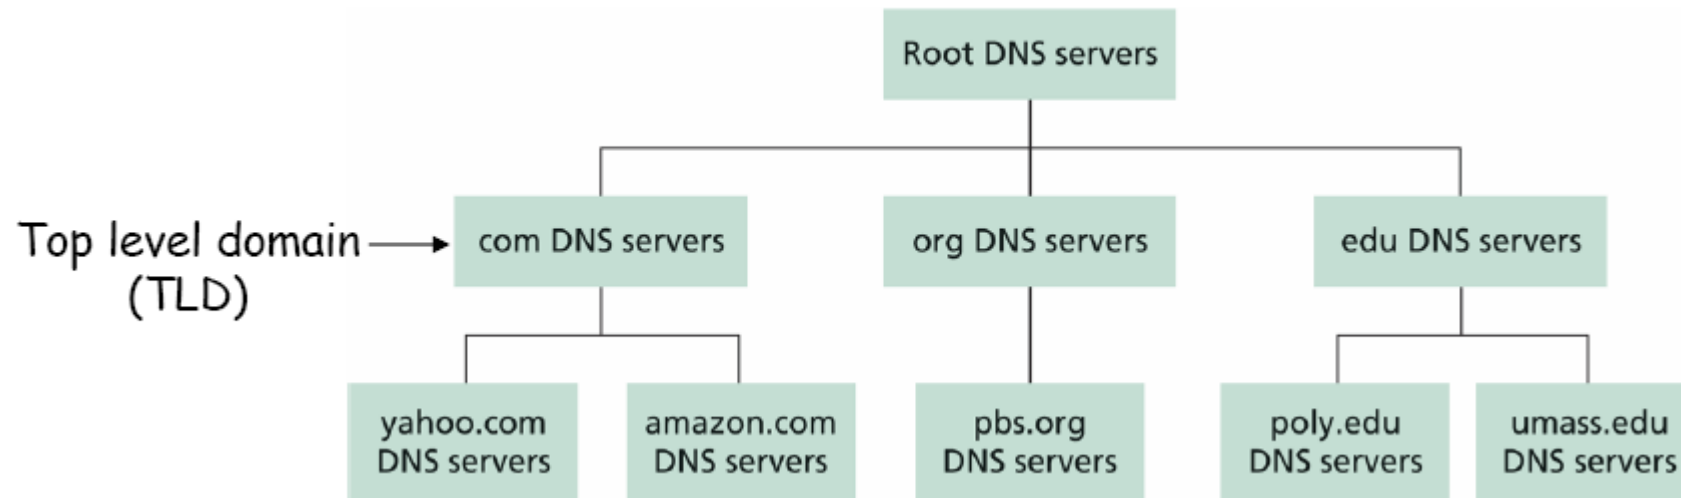 Root DNS servers
Top level domain
(TLD)
com DNS servers
org DNS servers
edu DNS servers
yahoo.com
DNS servers
amazon.com
DNS servers
pbs.org
DNS servers
poly.edu
DNS servers
umass.edu
DNS servers